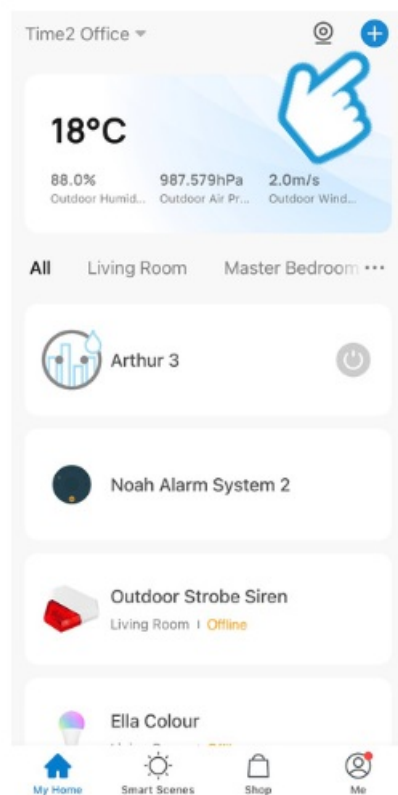 Time2 Office
18°C
88.0% 987.579hPa 2.0m/s
Outdoor Humid... Outdoor Air Pr... Outdoor Wind...
All Living Room Master Bedroom ...
Arthur 3
Noah Alarm System 2
Outdoor Strobe Siren
Living Room | Offline
Ella Colour
My Home Smart Scenes Shop Me